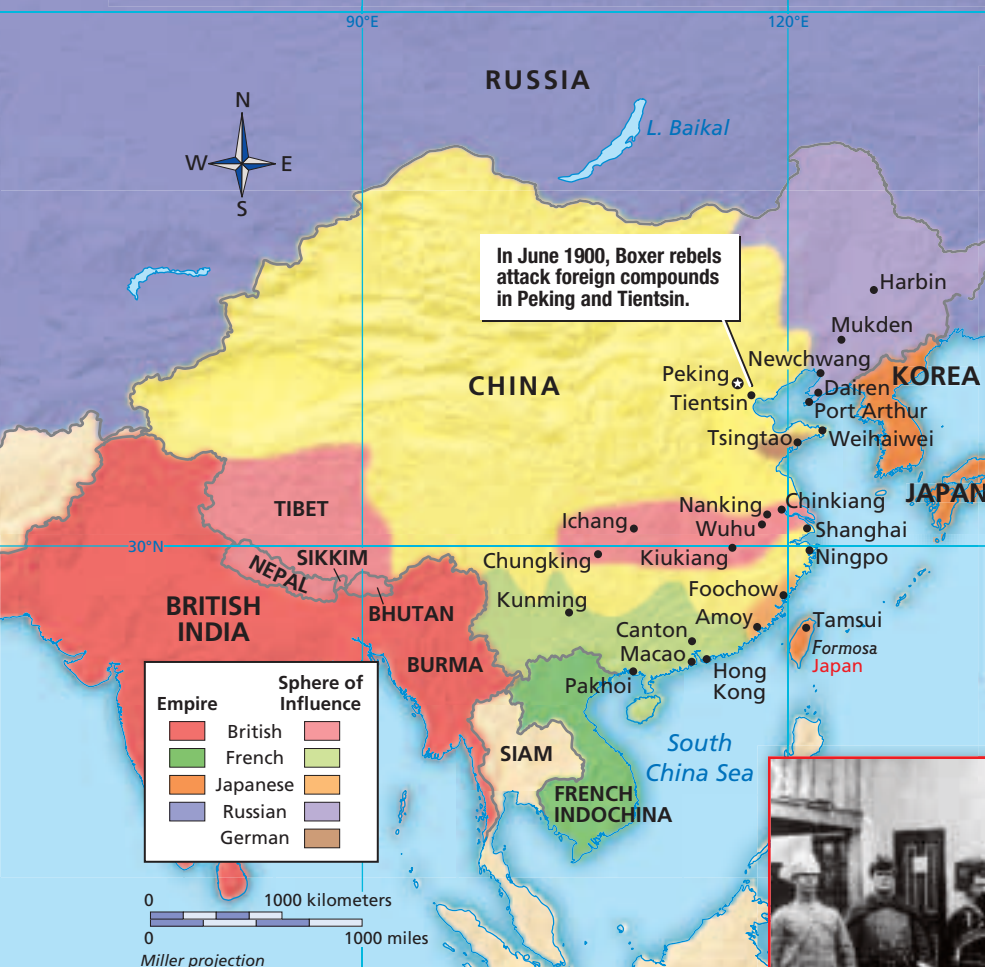 90°E
120°E
RUSSIA
N
W
E
S
L. Baikal
In June 1900, Boxer rebels
attack foreign compounds
in Peking and Tientsin.
Harbin
Mukden
Newchwang
Peking
CHINA
KOREA
Dairen
Tientsin
Port Arthur
Tsingtao
Weihaiwei
JAPAN
TIBET
Nanking
Chinkiang
Ichang
Wuhu
Shanghai
30°N
SIKKIM
Chungking
Kiukiang
Ningpo
NEPAL
Foochow
Kunming
BRITISH
INDIA
BHUTAN
Amoy
Tamsui
Canton
Formosa
Macao
Japan
BURMA
Hong
Kong
Pakhoi
Empire
Sphere of
Influence
British
French
Japanese
Russian
German
SIAM
South
China Sea
FRENCH
INDOCHINA
0
1000 kilometers
0
1000 miles
Miller projection